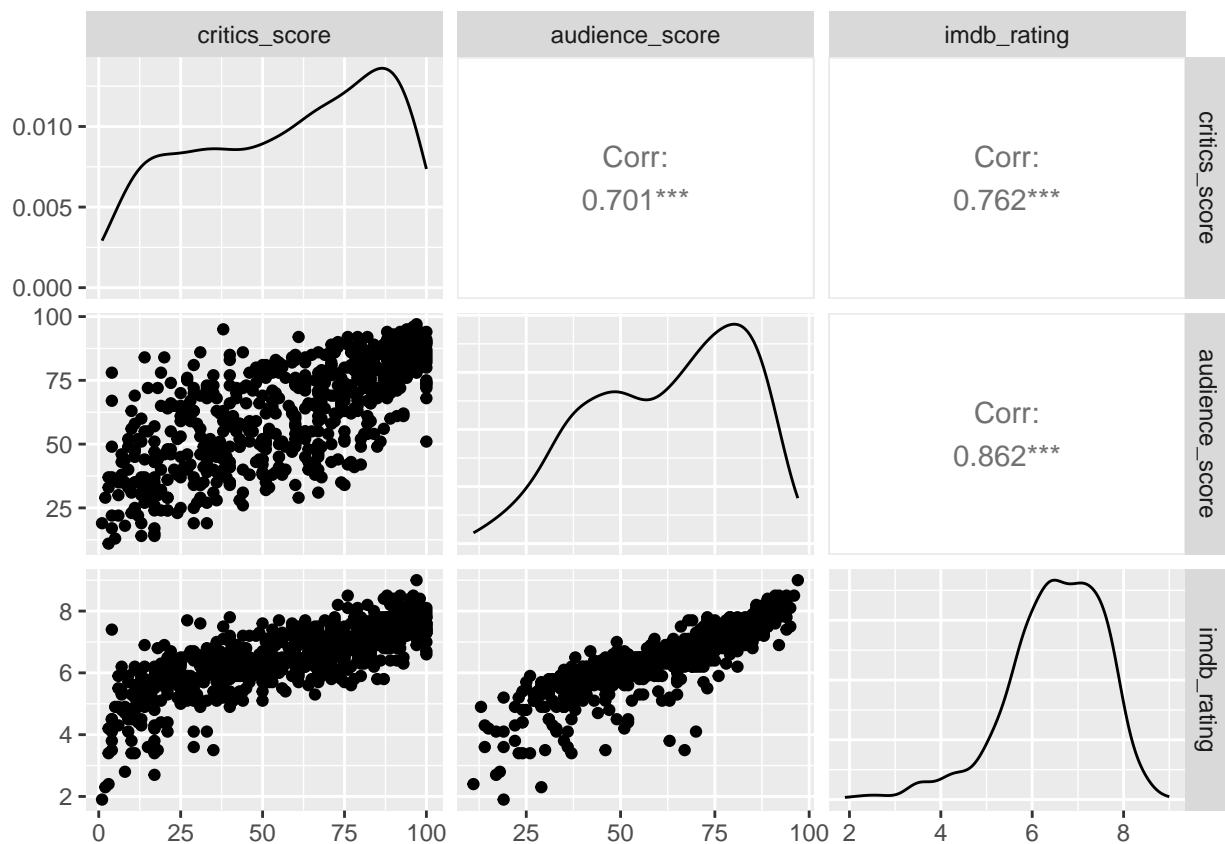 critics_score audience_score imdb_rating
0.010
0.005
0.000
Corr:
0.701***
Corr:
0.762***
critics_score
100
75
50
25
Corr:
0.862***
audience_score
8
6
4
2
imdb_rating
0 25 50 75 100
0 25 50 75 100
2 4 6 8